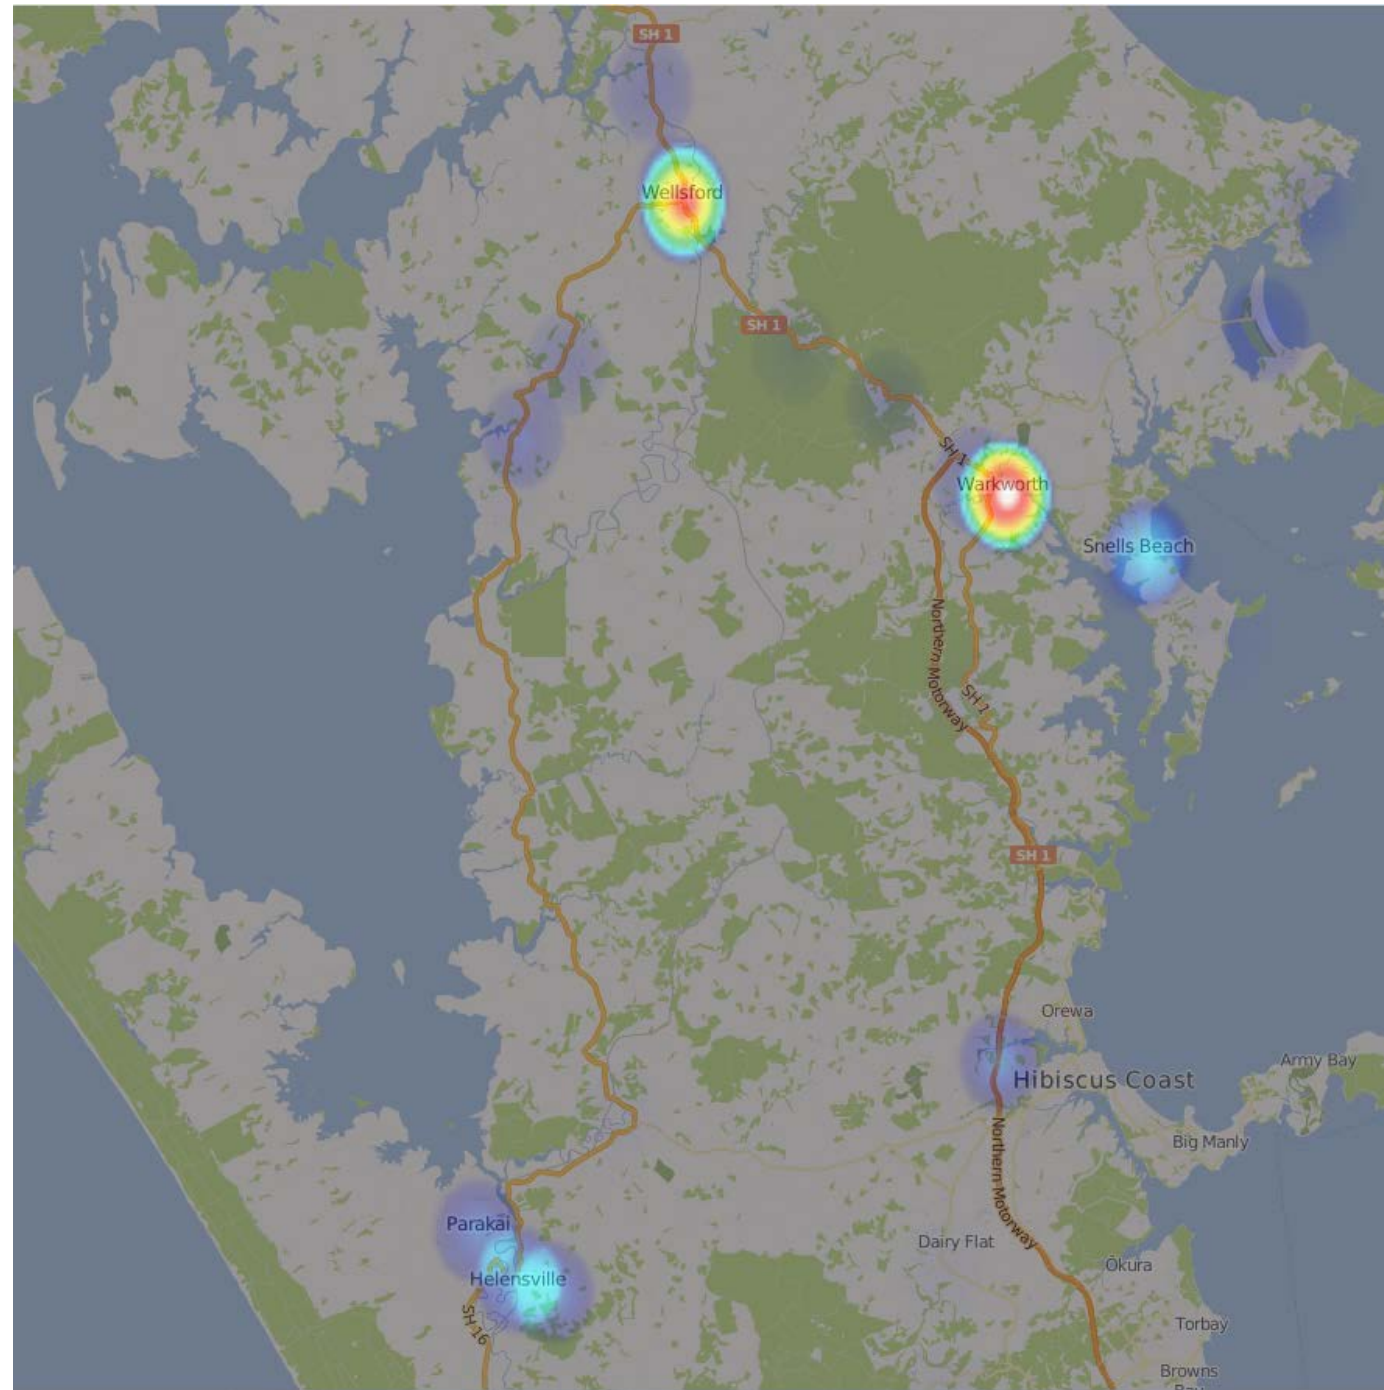 SH 1
Wellsford
SH 1
SH 1
Warkworth
Snells Beach
Northern Motorway
SH 1
SH 1
Orewa
Army Bay
Hibiscus Coast
Big Manly
Northern Motorway
Parakai
Dairy Flat
Ōkura
Helensville
SH 16
Torbay
Browns
Bay